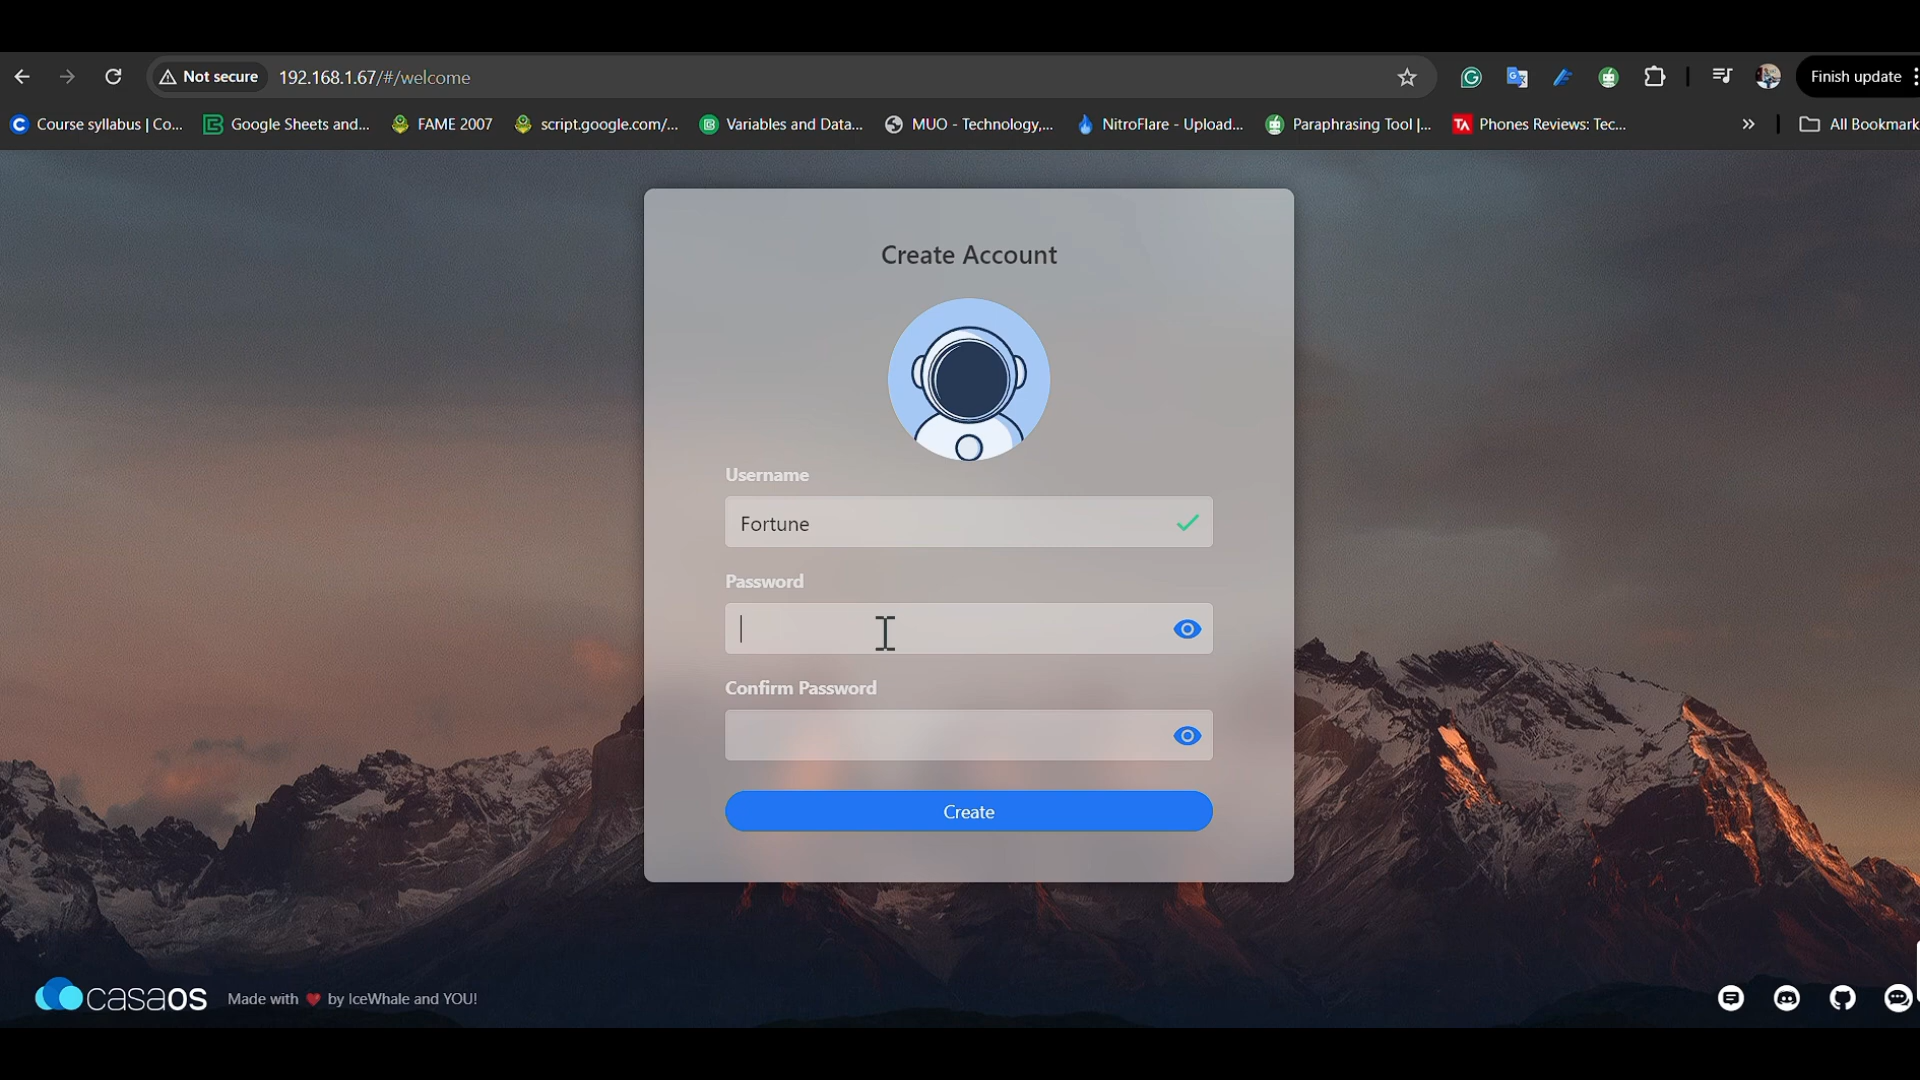 Not secure 192.168.1.67/#/welcome Finish update
Course syllabus | Co... Google Sheets and... FAME 2007 script.google.com/... Variables and Data... MUO - Technology,... NitroFlare - Upload... Paraphrasing Tool |... TA Phones Reviews: Tec... » All Bookmark
Create Account
Username
Fortune
Password
Confirm Password
Create
casaos Made with ❤ by IceWhale and YOU!